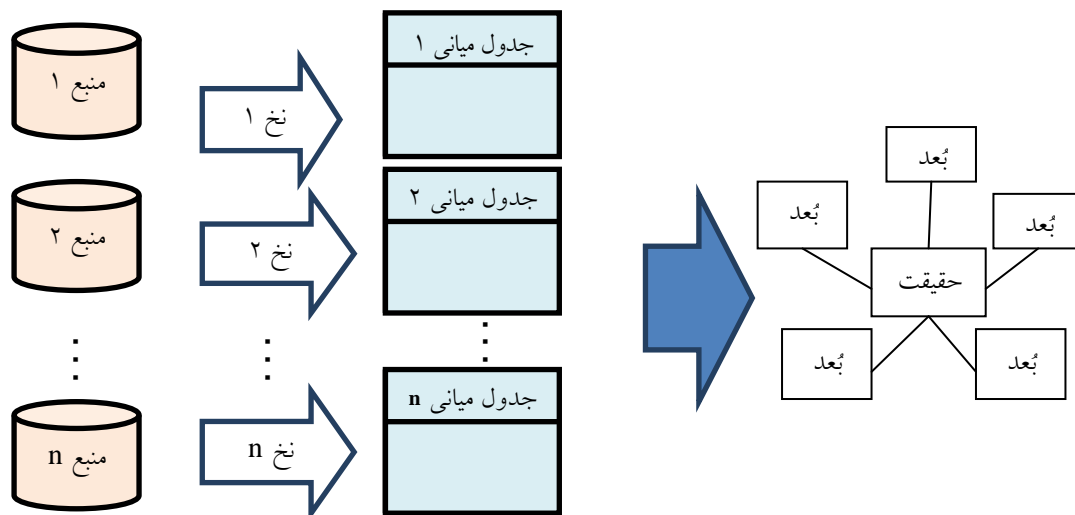 منبع ۱
نخ ۱
جدول میانی ۱
منبع ۲
نخ ۲
جدول میانی ۲
منبع n
نخ n
جدول میانی n
بُعد
بُعد
بُعد
حقیقت
بُعد
بُعد